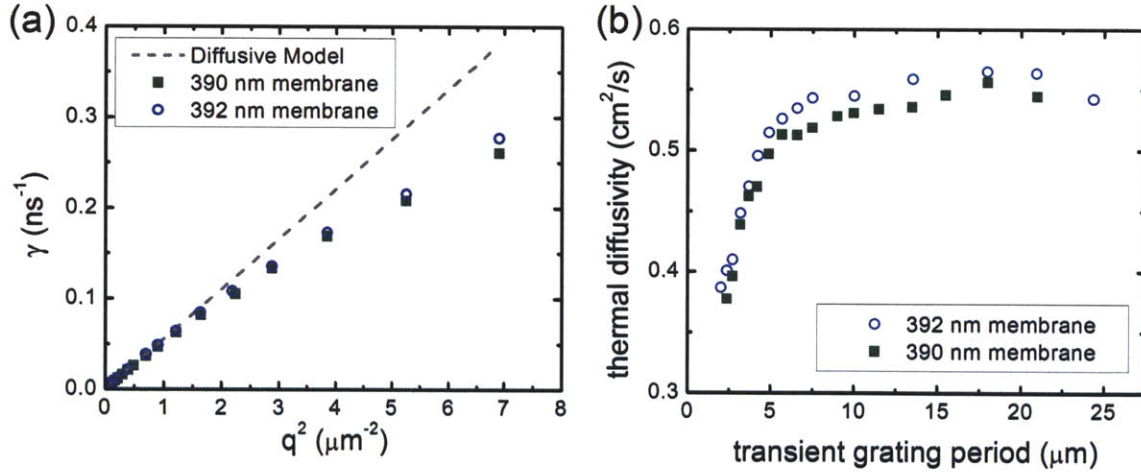 (a)
0.4
0.3
0.2
0.1
0.0
γ (ns⁻¹)
Diffusive Model
390 nm membrane
392 nm membrane
0 1 2 3 4 5 6 7 8
q² (μm⁻²)
(b)
0.6
0.5
0.4
0.3
thermal diffusivity (cm²/s)
392 nm membrane
390 nm membrane
0 5 10 15 20 25
transient grating period (μm)